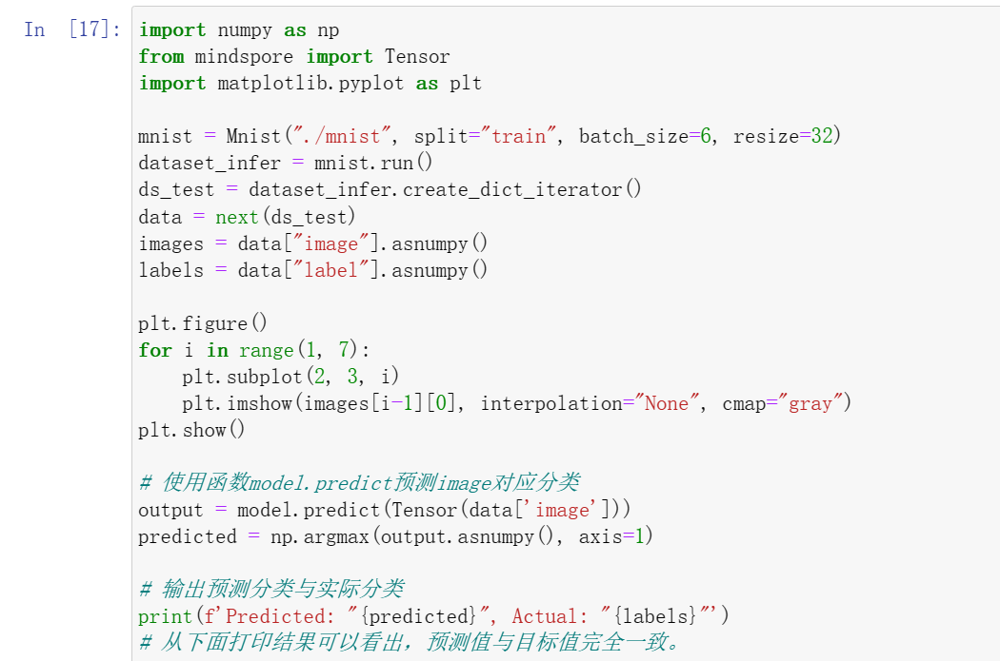 In [17]: import numpy as np
from mindspore import Tensor
import matplotlib.pyplot as plt
mnist = Mnist("./mnist", split="train", batch_size=6, resize=32)
dataset_infer = mnist.run()
ds_test = dataset_infer.create_dict_iterator()
data = next(ds_test)
images = data["image"].asnumpy()
labels = data["label"].asnumpy()
plt.figure()
for i in range(1, 7):
    plt.subplot(2, 3, i)
    plt.imshow(images[i-1][0], interpolation="None", cmap="gray")
plt.show()
# 使用函数model.predict预测image对应分类
output = model.predict(Tensor(data['image']))
predicted = np.argmax(output.asnumpy(), axis=1)
# 输出预测分类与实际分类
print(f'Predicted: "{predicted}", Actual: "{labels}"')
# 从下面打印结果可以看出，预测值与目标值完全一致。